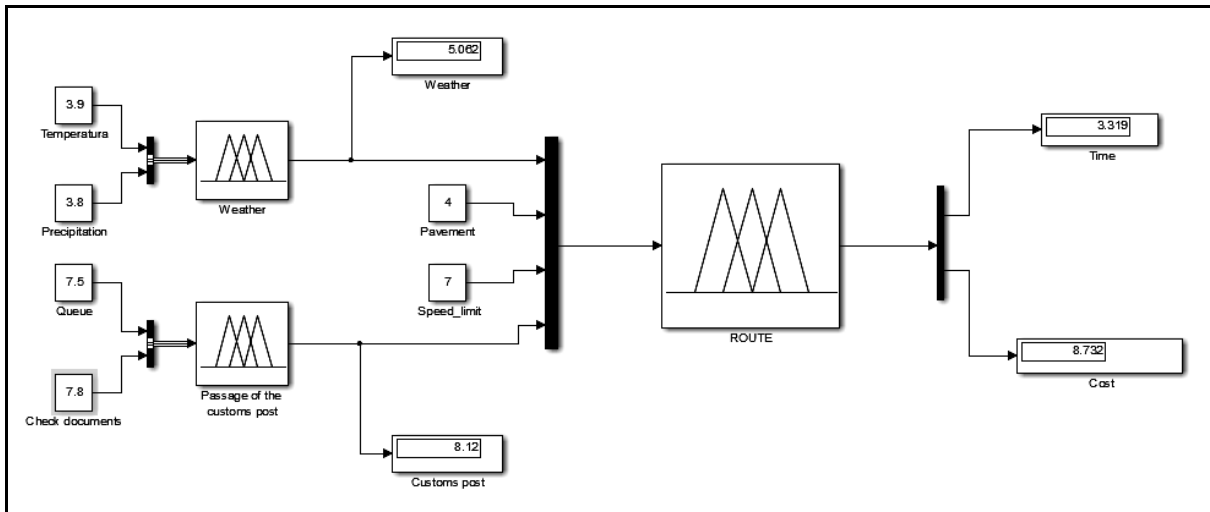 5.062
Weather
3.9
Temperatura
3.8
Precipitation
Weather
4
Pavement
7
Speed_limit
7.5
Queue
7.8
Check documents
Passage of the
customs post
8.12
Customs post
ROUTE
3.319
Time
8.732
Cost